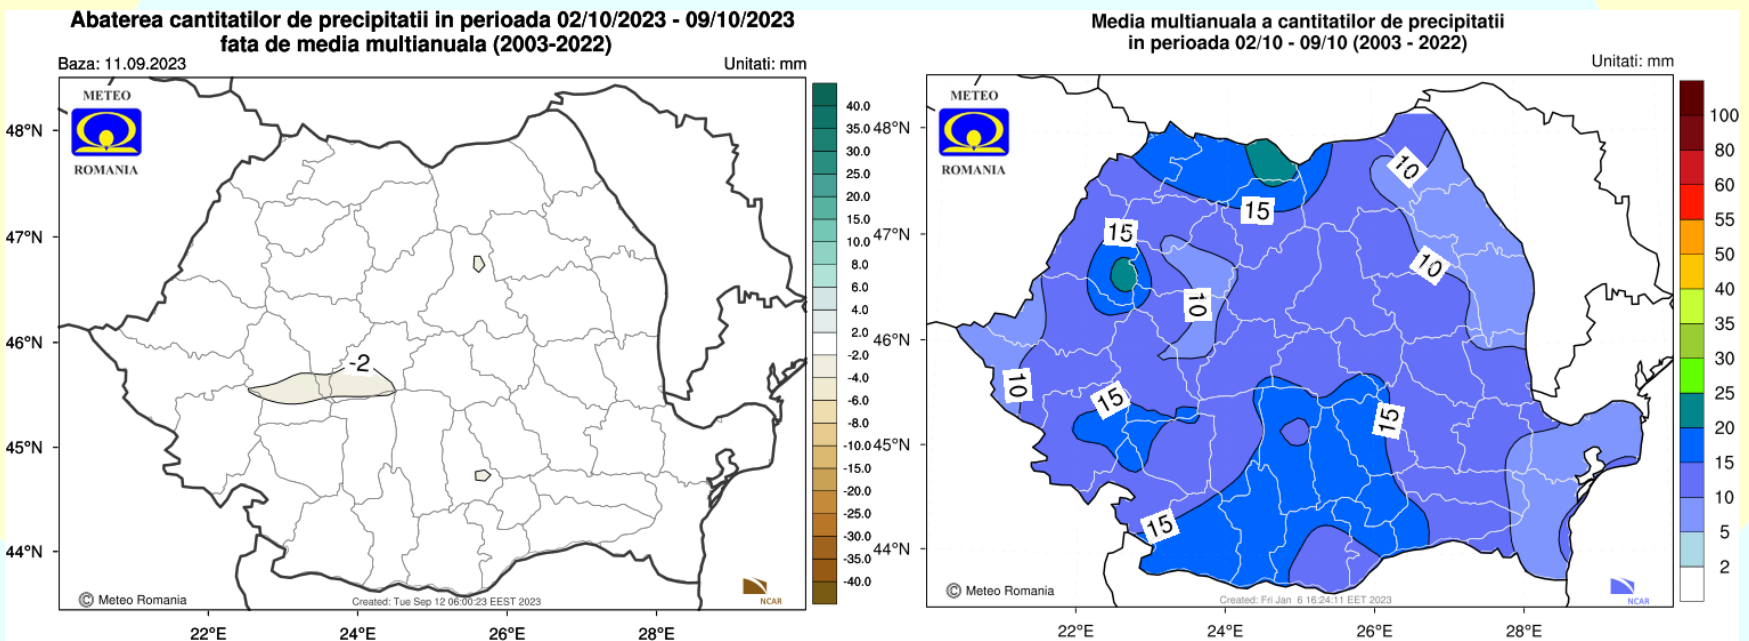 Abaterea cantitatilor de precipitatii in perioada 02/10/2023 - 09/10/2023
fata de media multianuala (2003-2022)
Baza: 11.09.2023
Unitati: mm
METEO
ROMANIA
48°N
47°N
46°N
45°N
44°N
-2
40.0
35.0
30.0
25.0
20.0
15.0
10.0
8.0
6.0
4.0
2.0
-2.0
-4.0
-6.0
-8.0
-10.0
-15.0
-20.0
-25.0
-30.0
-35.0
-40.0
© Meteo Romania
Created: Tue Sep 12 06:00:23 EEST 2023
NCAR
22°E
24°E
26°E
28°E
Media multianuala a cantitatilor de precipitatii
in perioada 02/10 - 09/10 (2003 - 2022)
Unitati: mm
METEO
ROMANIA
48°N
47°N
46°N
45°N
44°N
10
15
15
10
10
10
15
15
15
100
80
60
55
50
40
35
30
25
20
15
10
5
2
© Meteo Romania
Created: Fri Jan 6 16:24:11 EET 2023
NCAR
22°E
24°E
26°E
28°E